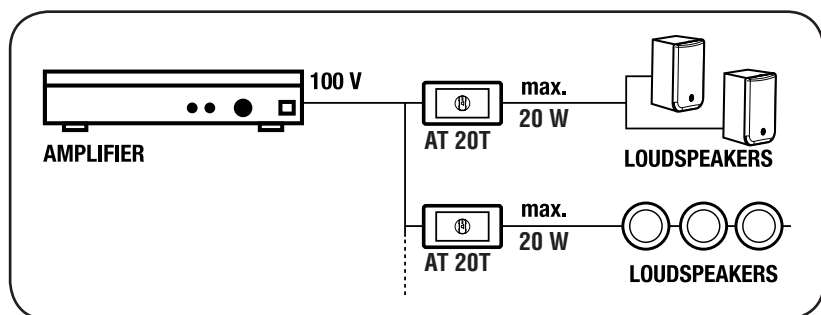 100 V
max.
20 W
AT 20T
AMPLIFIER
LOUDSPEAKERS
max.
20 W
AT 20T
LOUDSPEAKERS